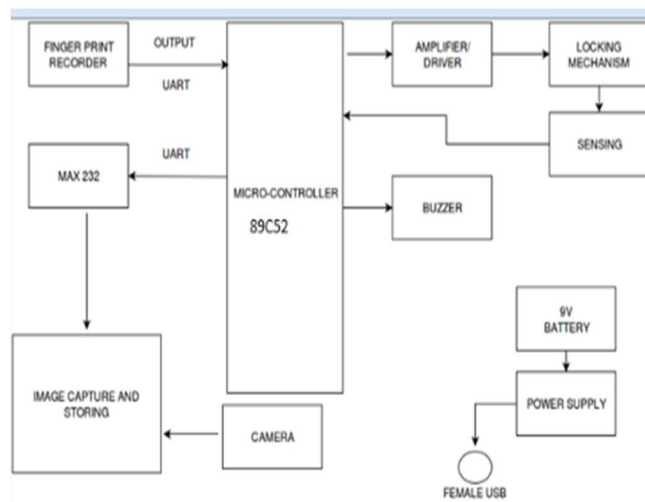 FINGER PRINT
RECORDER
OUTPUT
UART
AMPLIFIER/
DRIVER
LOCKING
MECHANISM
SENSING
MAX 232
UART
MICRO-CONTROLLER
89C52
BUZZER
9V
BATTERY
IMAGE CAPTURE AND
STORING
CAMERA
POWER SUPPLY
FEMALE USB